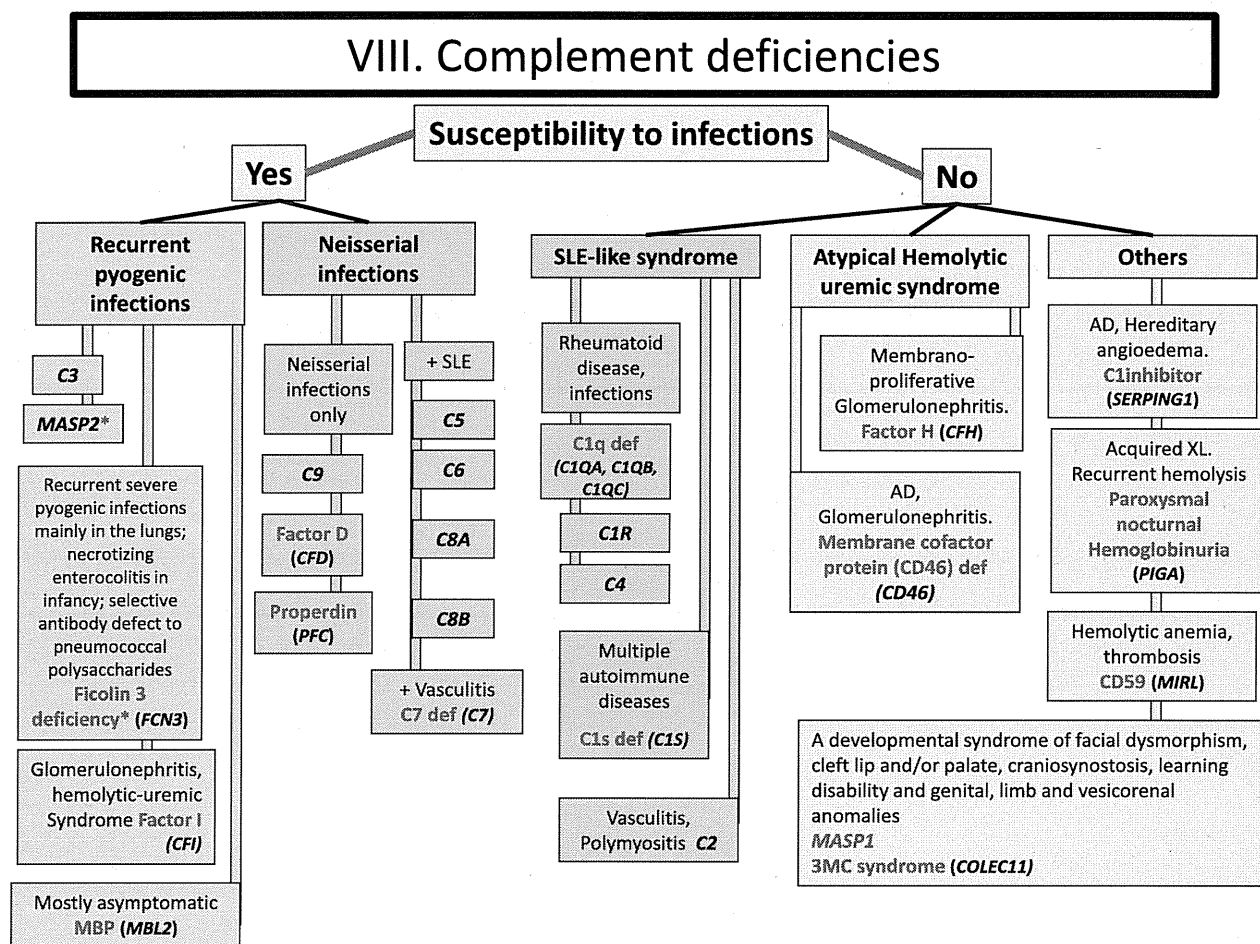 VIII. Complement deficiencies
Susceptibility to infections
Yes
No
Recurrent
pyogenic
infections
C3
MASP2*
Recurrent severe
pyogenic infections
mainly in the lungs;
necrotizing
enterocolitis in
infancy; selective
antibody defect to
pneumococcal
polysaccharides
Ficolin 3
deficiency* (FCN3)
Glomerulonephritis,
hemolytic-uremic
Syndrome Factor I
(CFI)
Mostly asymptomatic
MBP (MBL2)
Neisserial
infections
Neisserial
infections
only
C9
Factor D
(CFD)
Properdin
(PFC)
+ SLE
C5
C6
C8A
C8B
+ Vasculitis
C7 def (C7)
SLE-like syndrome
Rheumatoid
disease,
infections
C1q def
(C1QA, C1QB,
C1QC)
C1R
C4
Multiple
autoimmune
diseases
C1s def (C1S)
Vasculitis,
Polymyositis C2
Atypical Hemolytic
uremic syndrome
Membrano-
proliferative
Glomerulonephritis.
Factor H (CFH)
AD,
Glomerulonephritis.
Membrane cofactor
protein (CD46) def
(CD46)
Others
AD, Hereditary
angioedema.
C1inhibitor
(SERPING1)
Acquired XL.
Recurrent hemolysis
Paroxysmal
nocturnal
Hemoglobinuria
(PIGA)
Hemolytic anemia,
thrombosis
CD59 (MIRL)
A developmental syndrome of facial dysmorphism,
cleft lip and/or palate, craniosynostosis, learning
disability and genital, limb and vesicorenal
anomalies
MASP1
3MC syndrome (COLEC11)